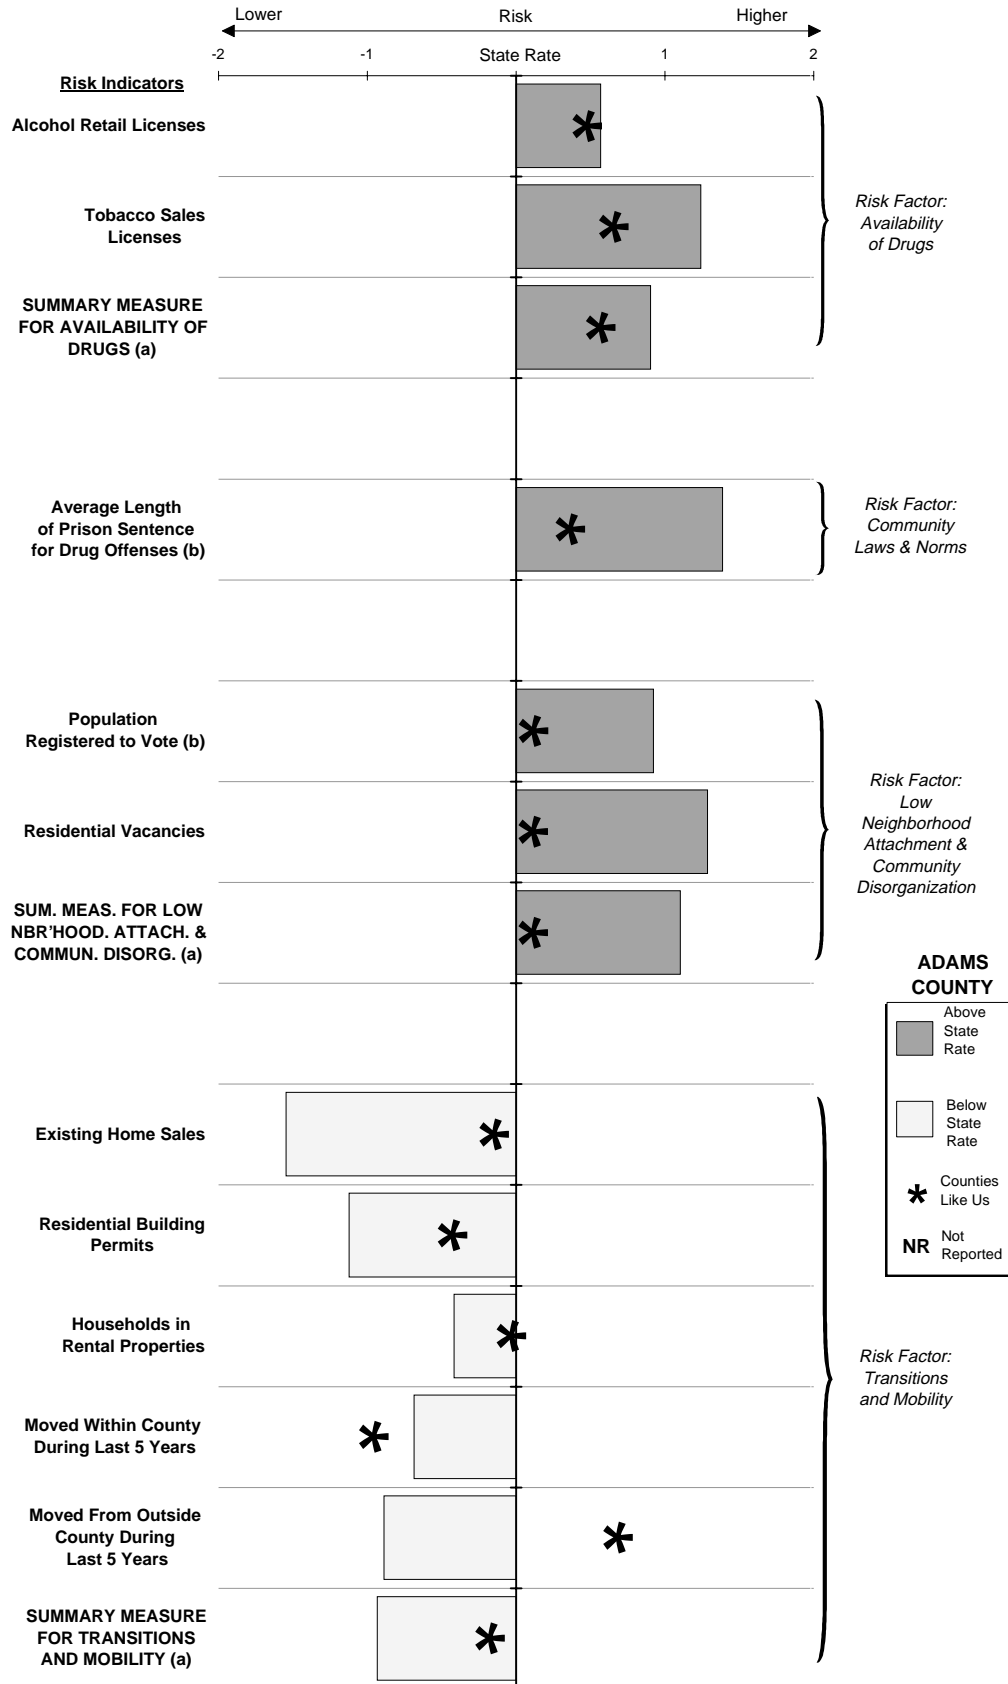 Lower Risk Higher
-2 -1 State Rate 1 2
Risk Indicators
Alcohol Retail Licenses
Tobacco Sales
Licenses
SUMMARY MEASURE
FOR AVAILABILITY OF
DRUGS (a)
Risk Factor:
Availability
of Drugs
Average Length
of Prison Sentence
for Drug Offenses (b)
Risk Factor:
Community
Laws & Norms
Population
Registered to Vote (b)
Residential Vacancies
SUM. MEAS. FOR LOW
NBR'HOOD. ATTACH. &
COMMUN. DISORG. (a)
Risk Factor:
Low
Neighborhood
Attachment &
Community
Disorganization
ADAMS
COUNTY
Above
State
Rate
Below
State
Rate
* Counties
Like Us
NR Not
Reported
Existing Home Sales
Residential Building
Permits
Households in
Rental Properties
Moved Within County
During Last 5 Years
Moved From Outside
County During
Last 5 Years
SUMMARY MEASURE
FOR TRANSITIONS
AND MOBILITY (a)
Risk Factor:
Transitions
and Mobility